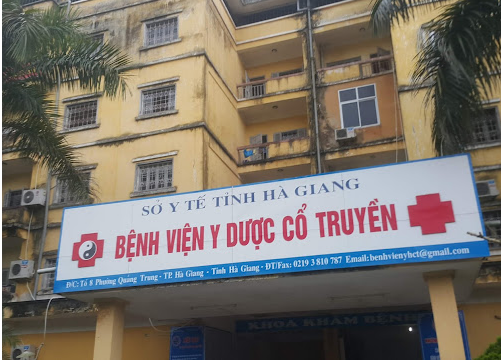 SỞ Y TẾ TỈNH HÀ GIANG
BỆNH VIỆN Y DƯỢC CỔ TRUYỀN
Đ/C: Tổ 8 Phường Quang Trung - TP. Hà Giang - Tỉnh Hà Giang - ĐT/Fax: 0219 3 810 787 Email:benhvienyhct@gmail.com
KHOA KHÁM BỆNH